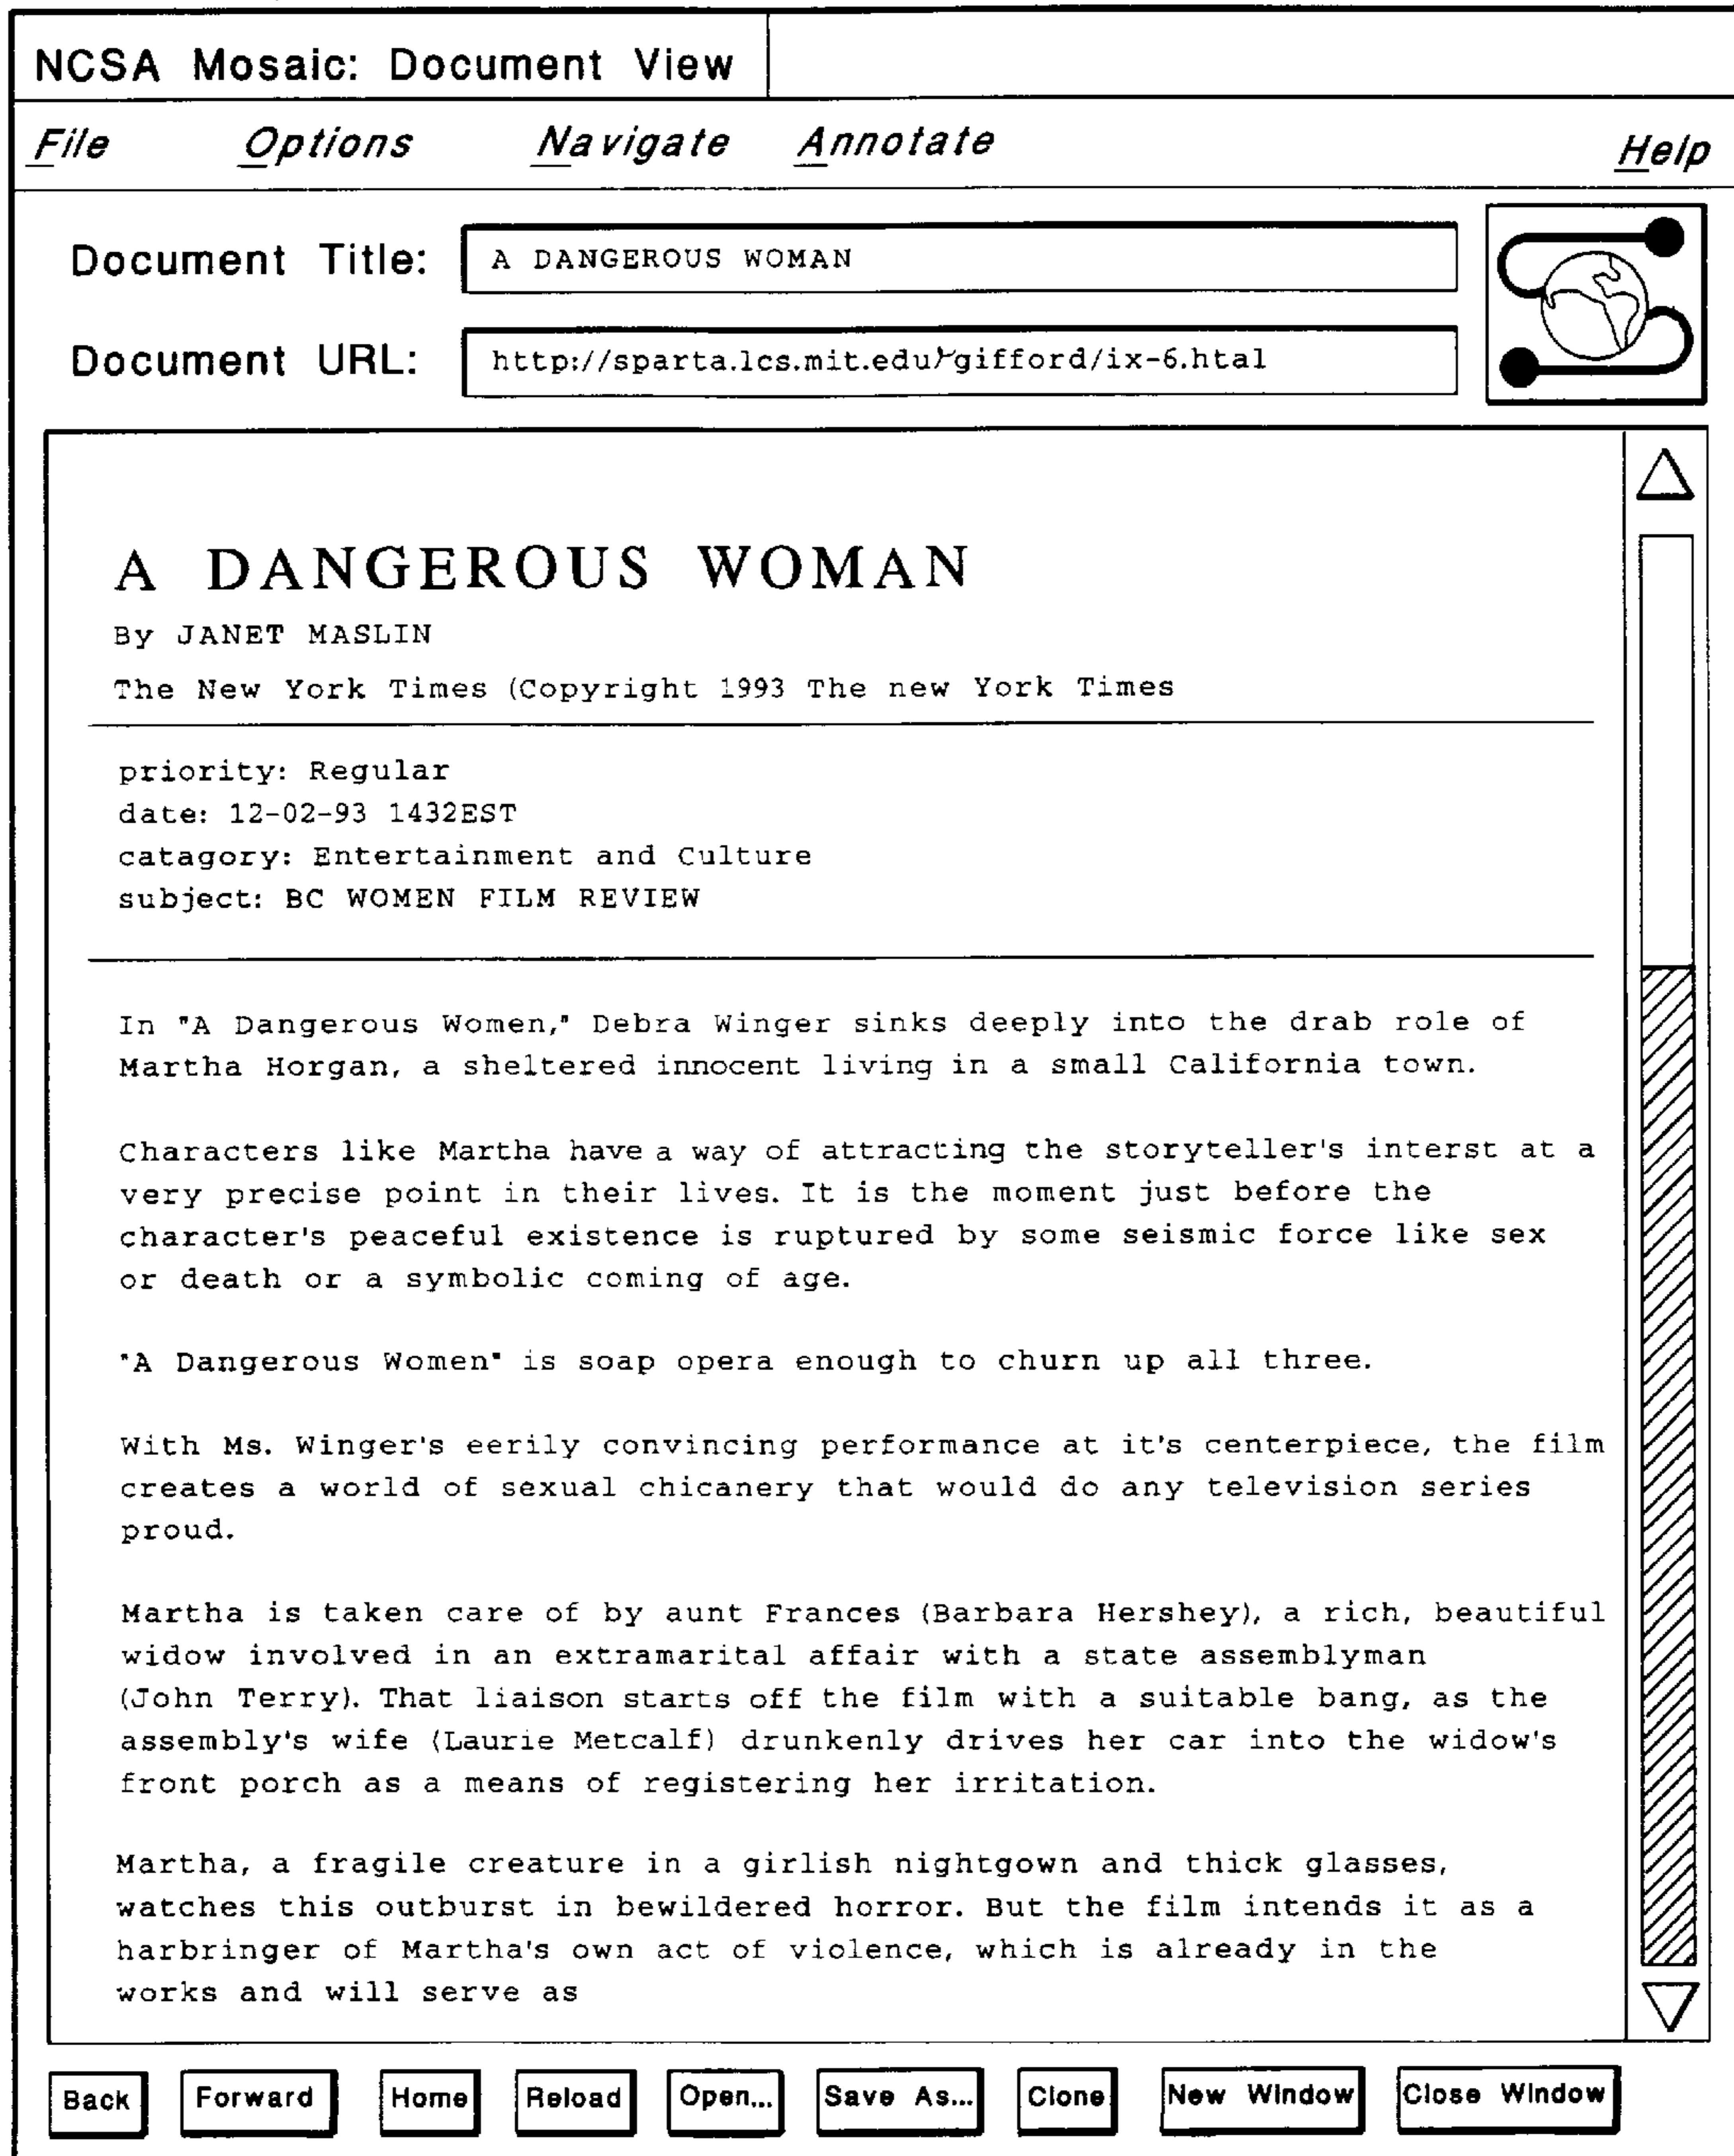 NCSA Mosaic: Document View
File Options Navigate Annotate Help
Document Title: A DANGEROUS WOMAN
Document URL: http://sparta.lcs.mit.edu/~gifford/ix-6.htal
A DANGEROUS WOMAN
By JANET MASLIN
The New York Times (Copyright 1993 The new York Times
priority: Regular
date: 12-02-93 1432EST
catagory: Entertainment and Culture
subject: BC WOMEN FILM REVIEW
In "A Dangerous Women," Debra Winger sinks deeply into the drab role of
Martha Horgan, a sheltered innocent living in a small California town.
Characters like Martha have a way of attracting the storyteller's interst at a
very precise point in their lives. It is the moment just before the
character's peaceful existence is ruptured by some seismic force like sex
or death or a symbolic coming of age.
"A Dangerous Women" is soap opera enough to churn up all three.
With Ms. Winger's eerily convincing performance at it's centerpiece, the film
creates a world of sexual chicanery that would do any television series
proud.
Martha is taken care of by aunt Frances (Barbara Hershey), a rich, beautiful
widow involved in an extramarital affair with a state assemblyman
(John Terry). That liaison starts off the film with a suitable bang, as the
assembly's wife (Laurie Metcalf) drunkenly drives her car into the widow's
front porch as a means of registering her irritation.
Martha, a fragile creature in a girlish nightgown and thick glasses,
watches this outburst in bewildered horror. But the film intends it as a
harbringer of Martha's own act of violence, which is already in the
works and will serve as
Back Forward Home Reload Open... Save As... Clone New Window Close Window